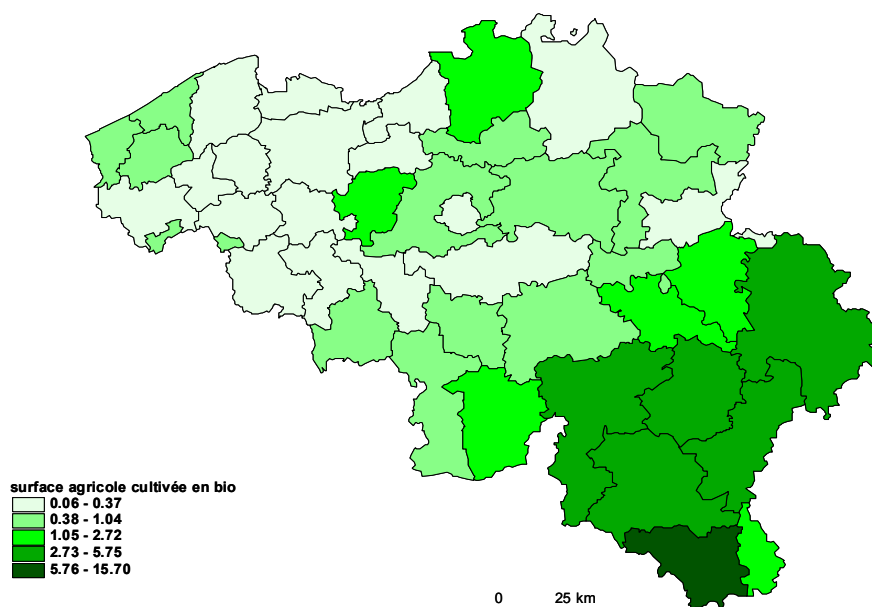 surface agricole cultivée en bio
0.06 - 0.37
0.38 - 1.04
1.05 - 2.72
2.73 - 5.75
5.76 - 15.70
0 25 km